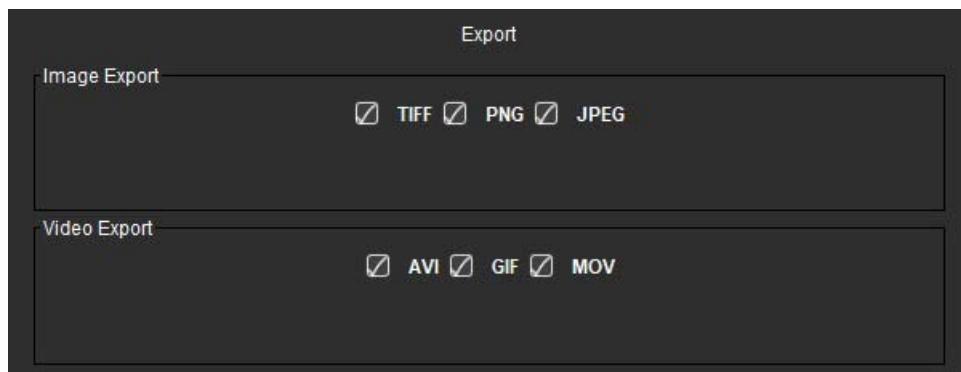 Export
Image Export
TIFF PNG JPEG
Video Export
AVI GIF MOV